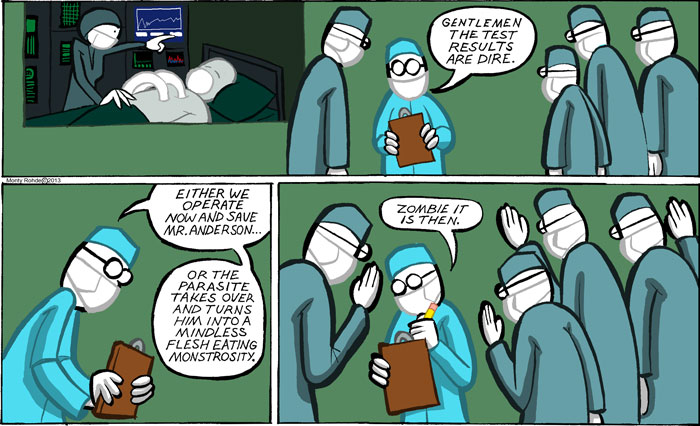 GENTLEMEN
THE TEST
RESULTS
ARE DIRE.
Monty Rohde©2013
EITHER WE
OPERATE
NOW AND SAVE
MR. ANDERSON...
OR THE
PARASITE
TAKES OVER
AND TURNS
HIM INTO A
MINDLESS
FLESH EATING
MONSTROSITY.
ZOMBIE IT
IS THEN.